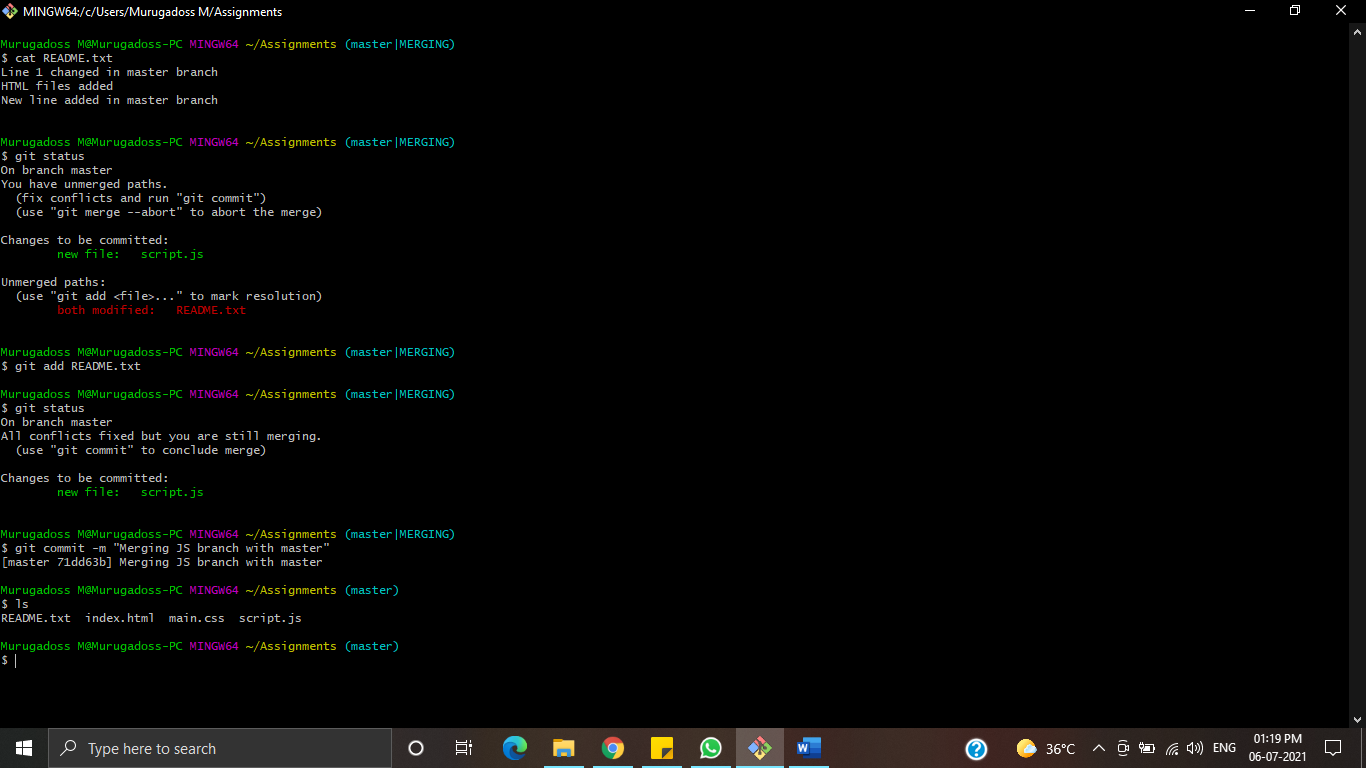 MINGW64:/c/Users/Murugadoss M/Assignments
Murugadoss M@Murugadoss-PC MINGW64 ~/Assignments (master|MERGING)
$ cat README.txt
Line 1 changed in master branch
HTML files added
New line added in master branch
Murugadoss M@Murugadoss-PC MINGW64 ~/Assignments (master|MERGING)
$ git status
On branch master
You have unmerged paths.
  (fix conflicts and run "git commit")
  (use "git merge --abort" to abort the merge)
Changes to be committed:
        new file:   script.js
Unmerged paths:
  (use "git add <file>..." to mark resolution)
        both modified:   README.txt
Murugadoss M@Murugadoss-PC MINGW64 ~/Assignments (master|MERGING)
$ git add README.txt
Murugadoss M@Murugadoss-PC MINGW64 ~/Assignments (master|MERGING)
$ git status
On branch master
All conflicts fixed but you are still merging.
  (use "git commit" to conclude merge)
Changes to be committed:
        new file:   script.js
Murugadoss M@Murugadoss-PC MINGW64 ~/Assignments (master|MERGING)
$ git commit -m "Merging JS branch with master"
[master 71dd63b] Merging JS branch with master
Murugadoss M@Murugadoss-PC MINGW64 ~/Assignments (master)
$ ls
README.txt  index.html  main.css  script.js
Murugadoss M@Murugadoss-PC MINGW64 ~/Assignments (master)
$
Type here to search
36°C
ENG
01:19 PM
06-07-2021